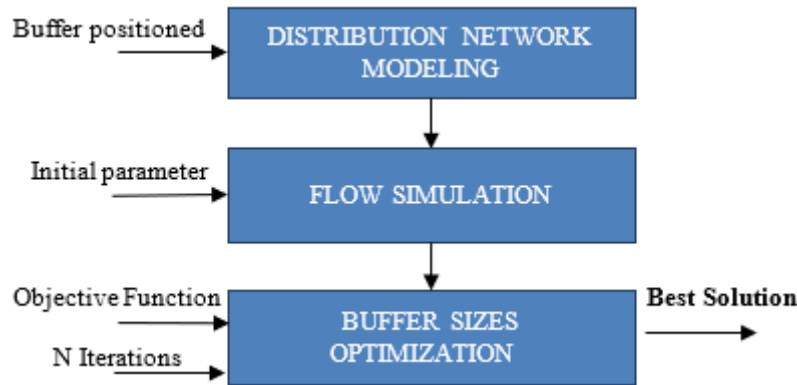 Buffer positioned
DISTRIBUTION NETWORK
MODELING
Initial parameter
FLOW SIMULATION
Objective Function
N Iterations
BUFFER SIZES
OPTIMIZATION
Best Solution